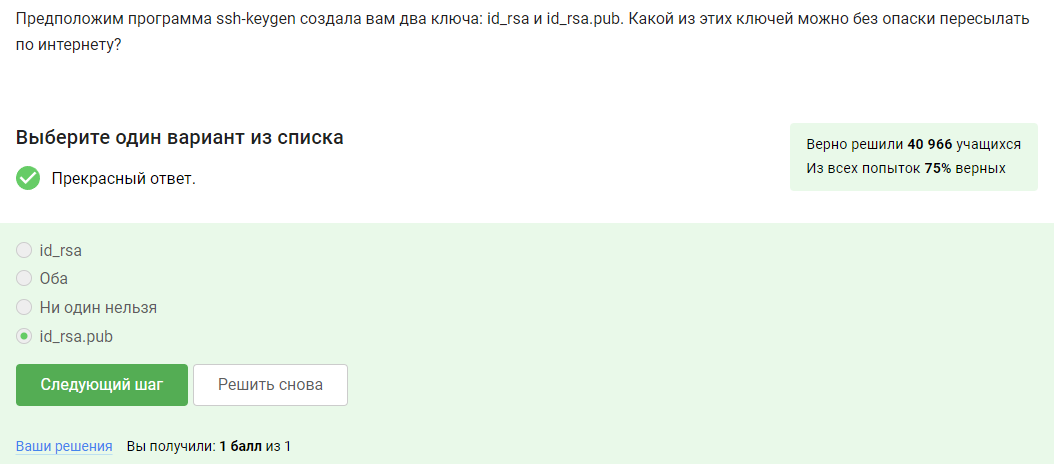 Предположим программа ssh-keygen создала вам два ключа: id_rsa и id_rsa.pub. Какой из этих ключей можно без опаски пересылать
по интернету?
Выберите один вариант из списка
Верно решили 40 966 учащихся
Из всех попыток 75% верных
Прекрасный ответ.
id_rsa
Оба
Ни один нельзя
id_rsa.pub
Следующий шаг
Решить снова
Ваши решения Вы получили: 1 балл из 1